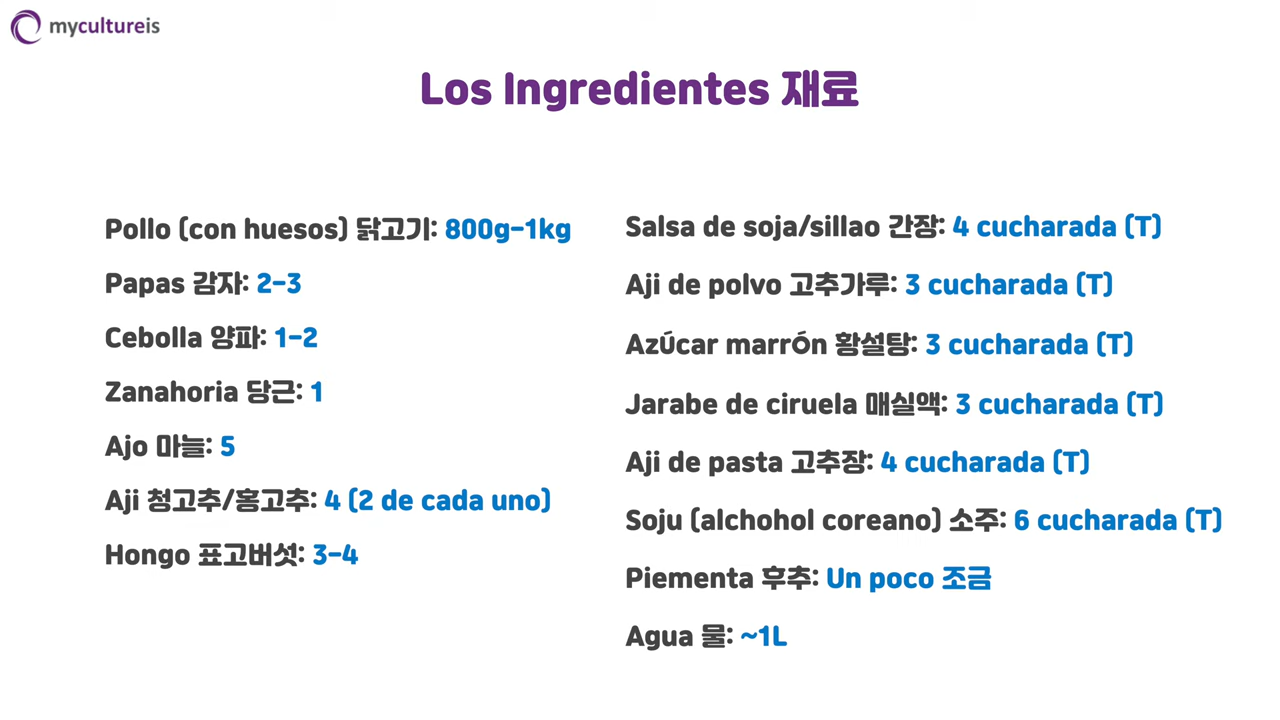 mycultureis
Los Ingredientes 재료
Pollo (con huesos) 닭고기: 800g-1kg
Papas 감자: 2-3
Cebolla 양파: 1-2
Zanahoria 당근: 1
Ajo 마늘: 5
Aji 청고추/홍고추: 4 (2 de cada uno)
Hongo 표고버섯: 3-4
Salsa de soja/sillao 간장: 4 cucharada (T)
Aji de polvo 고추가루: 3 cucharada (T)
Azúcar marrón 황설탕: 3 cucharada (T)
Jarabe de ciruela 매실액: 3 cucharada (T)
Aji de pasta 고추장: 4 cucharada (T)
Soju (alchohol coreano) 소주: 6 cucharada (T)
Piementa 후추: Un poco 조금
Agua 물: ~1L